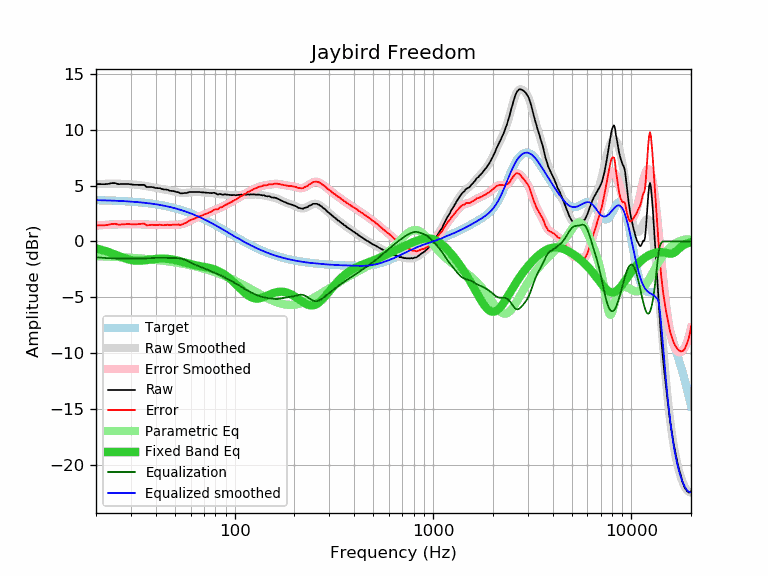 Jaybird Freedom
15
10
5
0
−5
−10
−15
−20
Amplitude (dBr)
Target
Raw Smoothed
Error Smoothed
Raw
Error
Parametric Eq
Fixed Band Eq
Equalization
Equalized smoothed
100
1000
10000
Frequency (Hz)